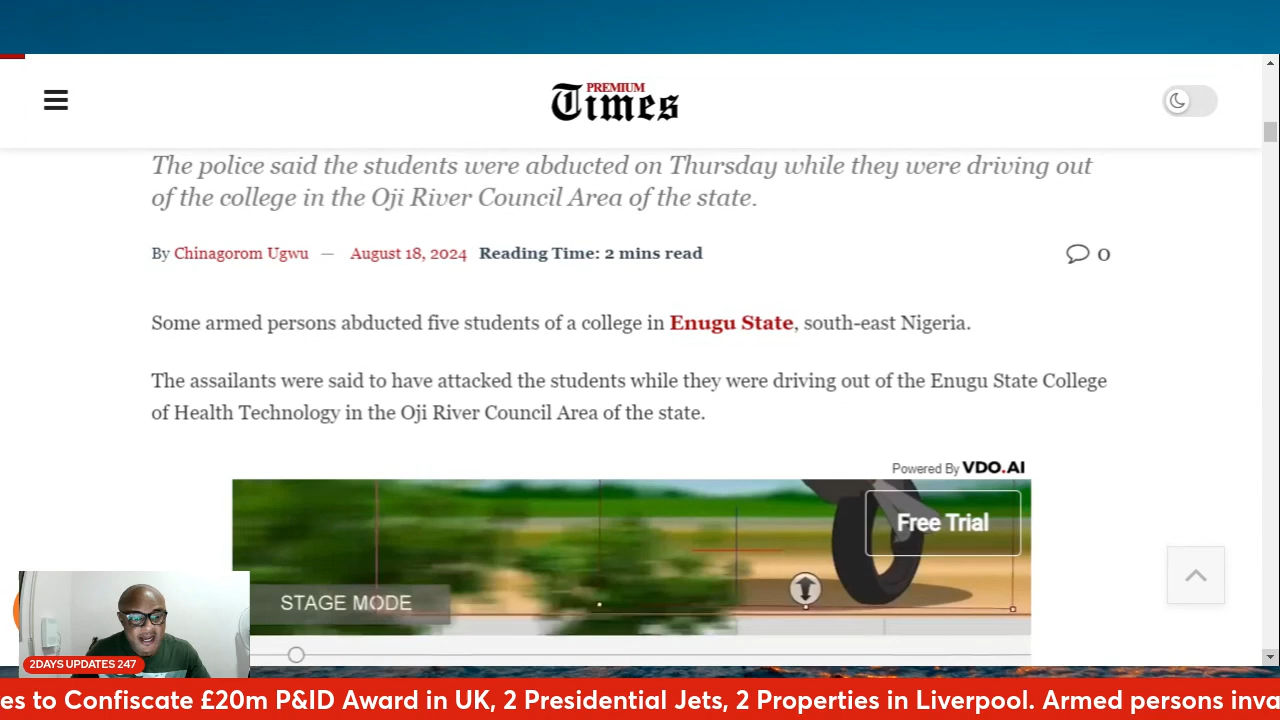 PREMIUM
Times
The police said the students were abducted on Thursday while they were driving out
of the college in the Oji River Council Area of the state.
By Chinagorom Ugwu — August 18, 2024 Reading Time: 2 mins read
0
Some armed persons abducted five students of a college in Enugu State, south-east Nigeria.
The assailants were said to have attacked the students while they were driving out of the Enugu State College
of Health Technology in the Oji River Council Area of the state.
Powered By VDO.AI
Free Trial
STAGE MODE
2DAYS UPDATES 247
es to Confiscate £20m P&ID Award in UK, 2 Presidential Jets, 2 Properties in Liverpool. Armed persons inva